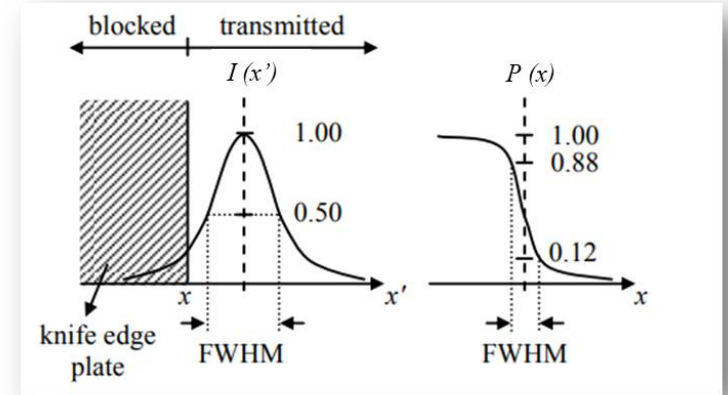 blocked transmitted
I (x’)
P (x)
1.00
0.50
1.00
0.88
0.12
x
x′
x
knife edge
plate
FWHM
FWHM